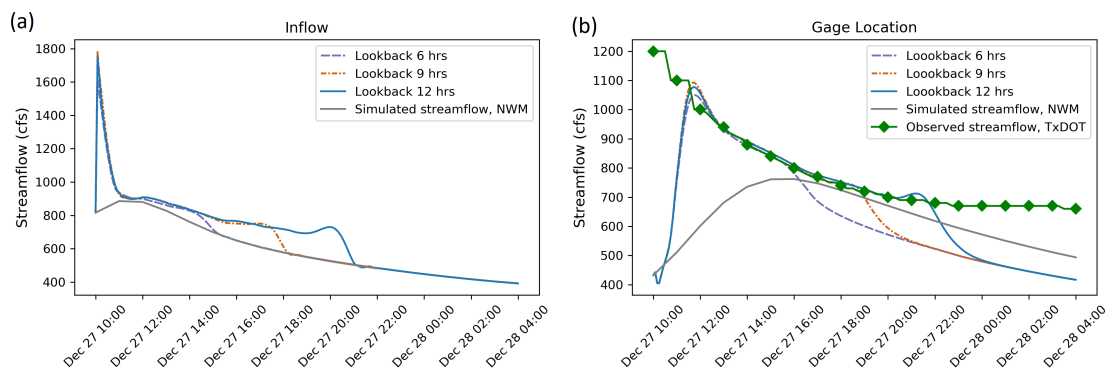 (a)
Inflow
Streamflow (cfs)
1800
1600
1400
1200
1000
800
600
400
Lookback 6 hrs
Lookback 9 hrs
Lookback 12 hrs
Simulated streamflow, NWM
Dec 27 10:00
Dec 27 12:00
Dec 27 14:00
Dec 27 16:00
Dec 27 18:00
Dec 27 20:00
Dec 27 22:00
Dec 28 00:00
Dec 28 02:00
Dec 28 04:00
(b)
Gage Location
Streamflow (cfs)
1200
1100
1000
900
800
700
600
500
400
Loookback 6 hrs
Loookback 9 hrs
Loookback 12 hrs
Simulated streamflow, NWM
Observed streamflow, TxDOT
Dec 27 10:00
Dec 27 12:00
Dec 27 14:00
Dec 27 16:00
Dec 27 18:00
Dec 27 20:00
Dec 27 22:00
Dec 28 00:00
Dec 28 02:00
Dec 28 04:00